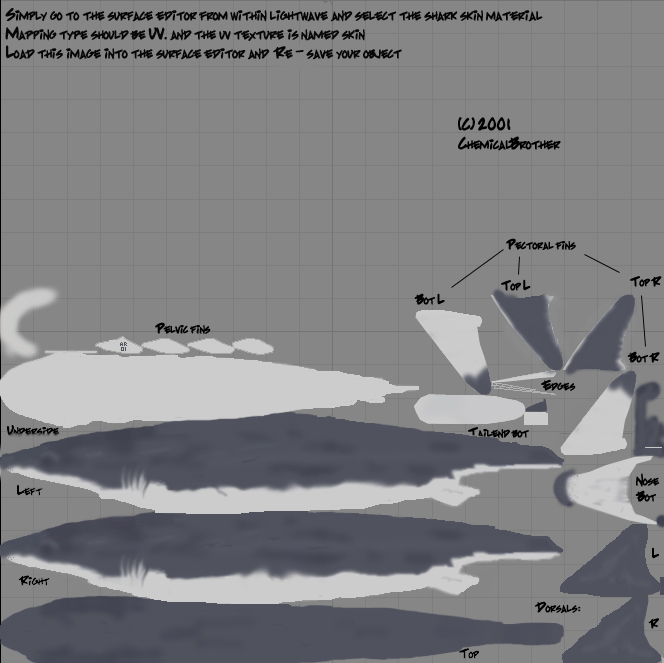 Simply go to the surface editor from within Lightwave and select the shark skin material
Mapping type should be UV. and the uv texture is named skin
Load this image into the surface editor and Re - save your object
(C) 2001
ChemicalBrother
Pectoral fins
Bot L
Top L
Top R
Pelvic fins
Bot R
Edges
Underside
Tailend bot
Left
Nose
Bot
L
Right
Dorsals:
R
Top